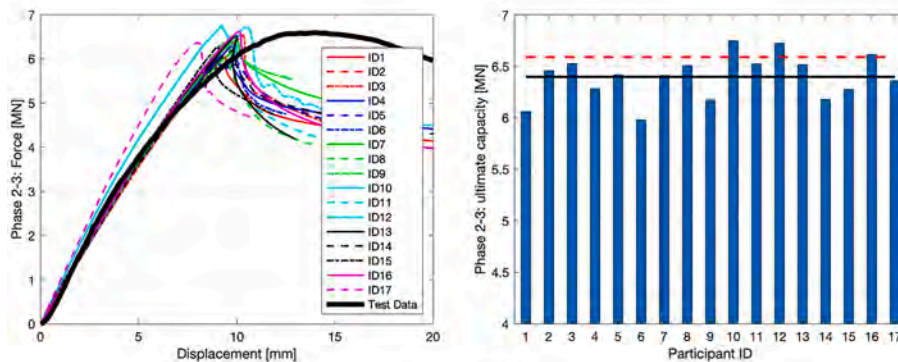 7
6
5
4
3
2
1
0
Phase 2-3: Force [MN]
0 5 10 15 20
Displacement [mm]
ID1
ID2
ID3
ID4
ID5
ID6
ID7
ID8
ID9
ID10
ID11
ID12
ID13
ID14
ID15
ID16
ID17
Test Data
7
6.5
6
5.5
5
4.5
4
Phase 2-3: ultimate capacity [MN]
1 2 3 4 5 6 7 8 9 10 11 12 13 14 15 16 17
Participant ID